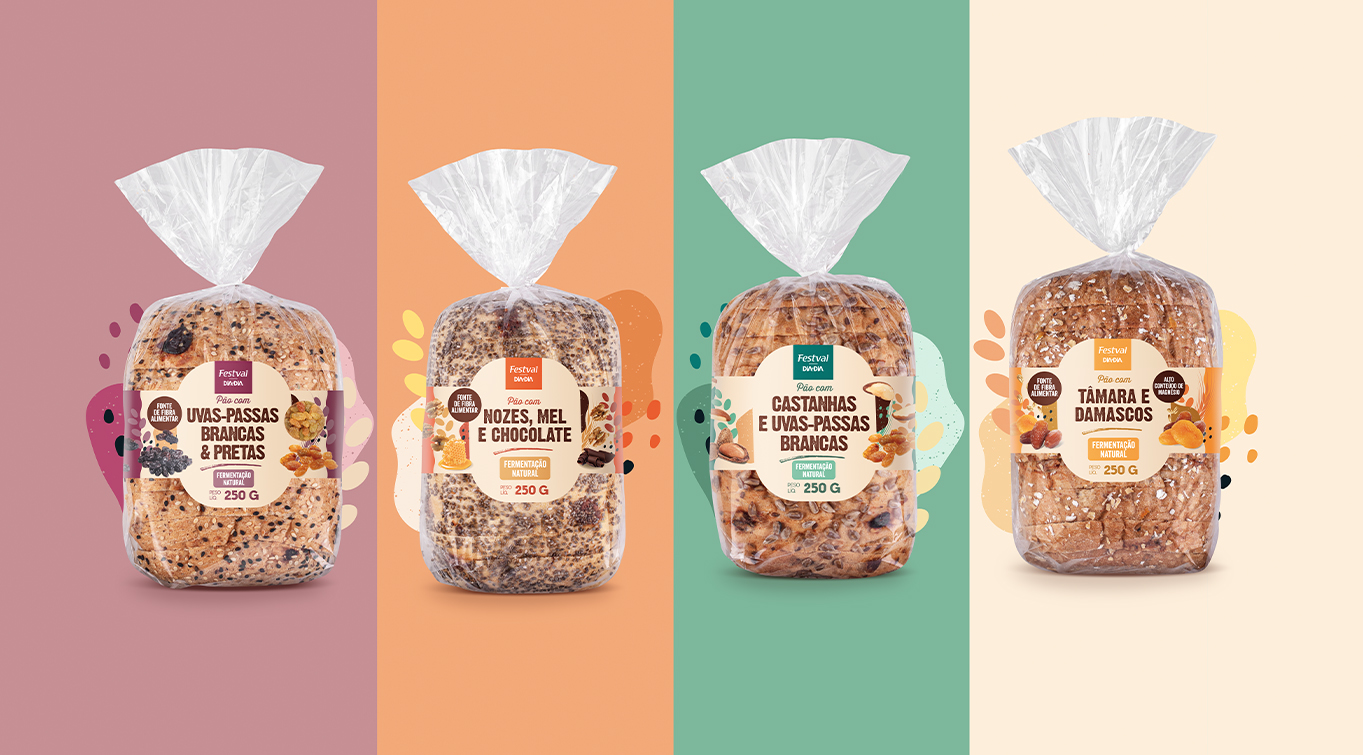 Festval
DIA A DIA
Pão com
UVAS-PASSAS
BRANCAS
& PRETAS
FONTE
DE FIBRA
ALIMENTAR
FERMENTAÇÃO
NATURAL
PESO
LÍQ.
250 G
Festval
DIA A DIA
Pão com
NOZES, MEL
E CHOCOLATE
FONTE
DE FIBRA
ALIMENTAR
FERMENTAÇÃO
NATURAL
PESO
LÍQ.
250 G
Festval
DIA A DIA
Pão com
CASTANHAS
E UVAS-PASSAS
BRANCAS
FERMENTAÇÃO
NATURAL
PESO
LÍQ.
250 G
Festval
DIA A DIA
Pão com
TÂMARA E
DAMASCOS
FONTE
DE FIBRA
ALIMENTAR
ALTO
CONTEÚDO DE
MAGNÉSIO
FERMENTAÇÃO
NATURAL
PESO
LÍQ.
250 G